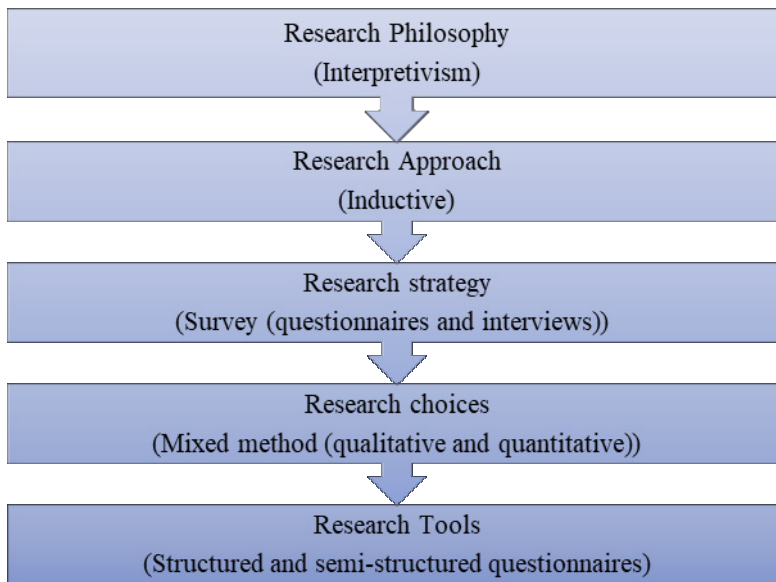 Research Philosophy
(Interpretivism)
Research Approach
(Inductive)
Research strategy
(Survey (questionnaires and interviews))
Research choices
(Mixed method (qualitative and quantitative))
Research Tools
(Structured and semi-structured questionnaires)